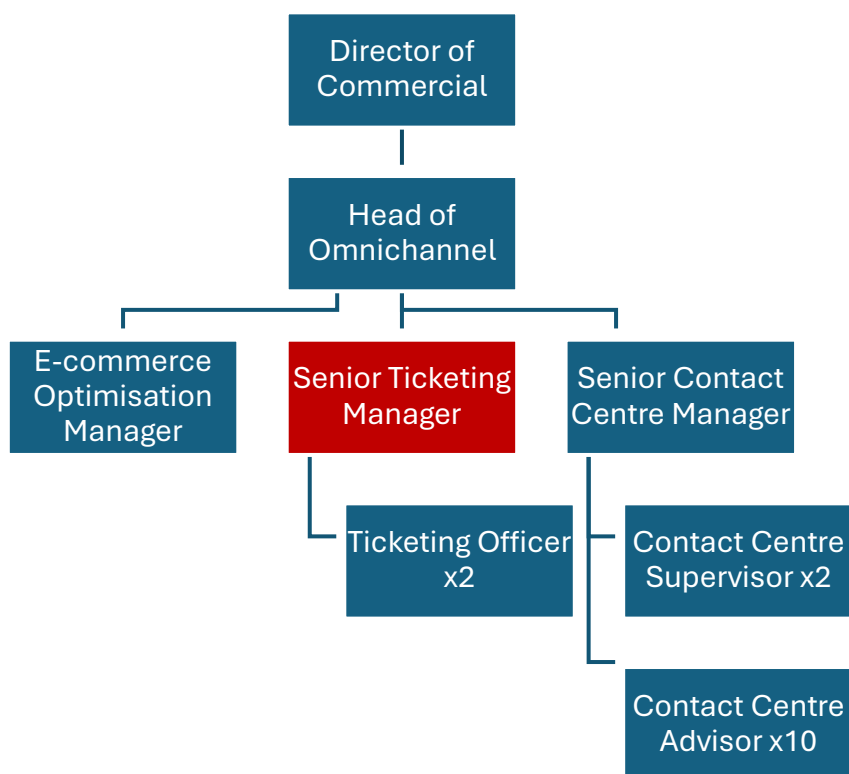 Director of
Commercial
Head of
Omnichannel
E-commerce
Optimisation
Manager
Senior Ticketing
Manager
Senior Contact
Centre Manager
Ticketing Officer
x2
Contact Centre
Supervisor x2
Contact Centre
Advisor x10